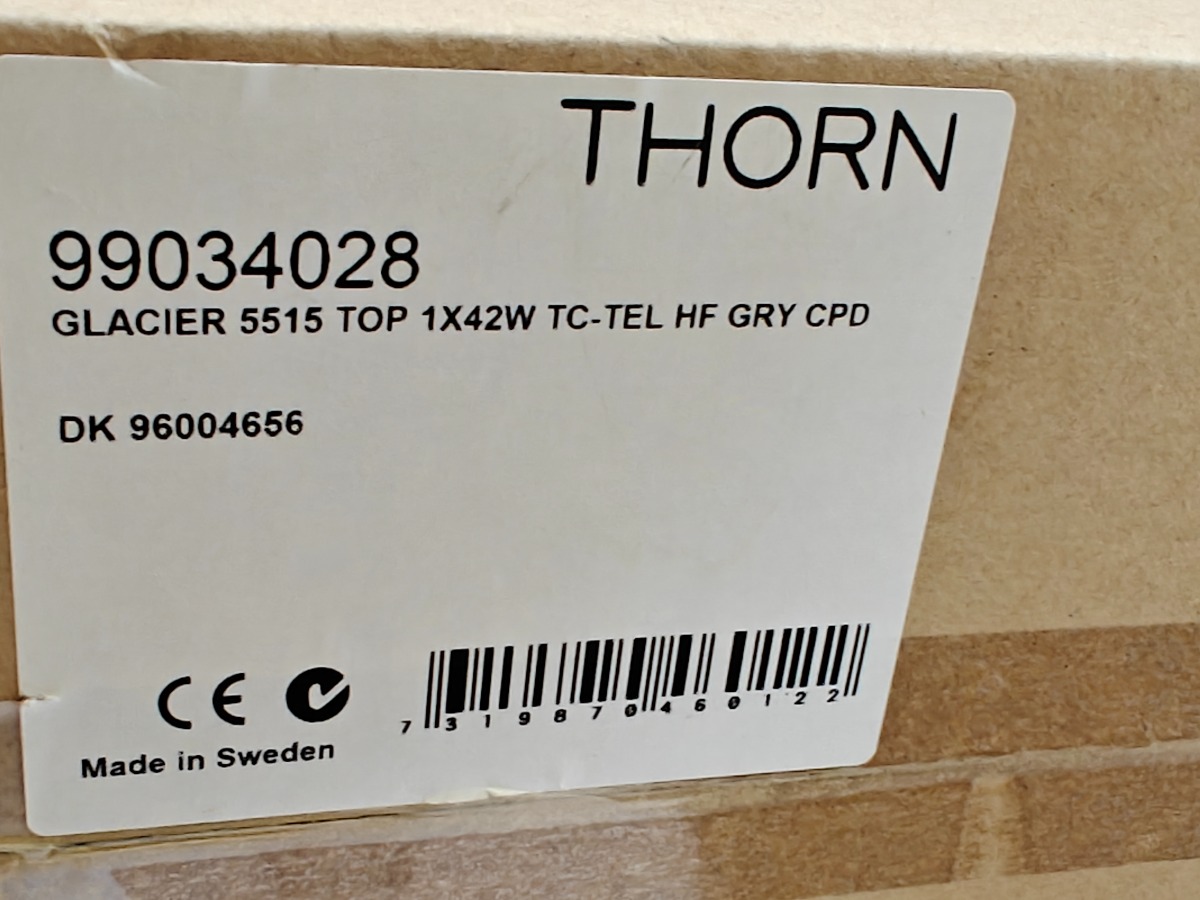 THORN
99034028
GLACIER 5515 TOP 1X42W TC-TEL HF GRY CPD
DK 96004656
CE
7 319870 460122
Made in Sweden